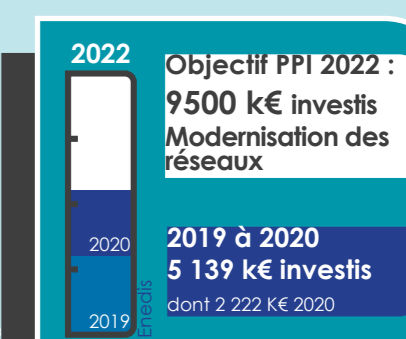 2022
Objectif PPI 2022 :
9500 k€ investis
Modernisation des
réseaux
2020
2019 à 2020
5 139 k€ investis
dont 2 222 K€ 2020
2019
Enedis